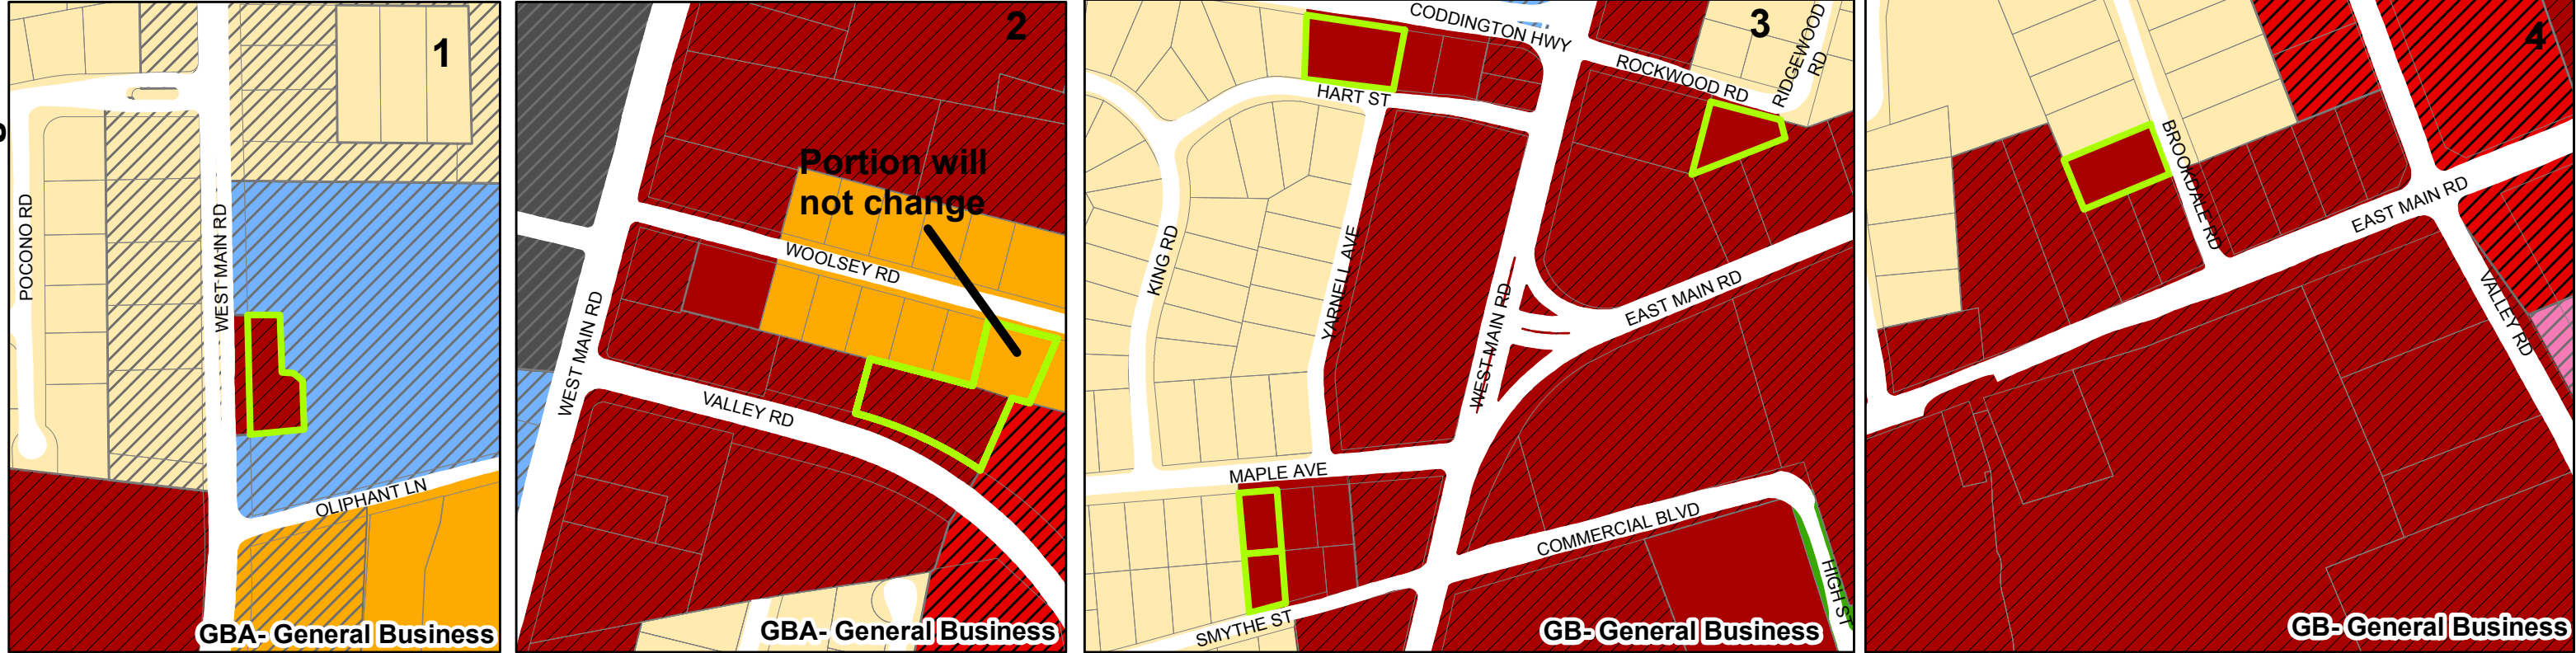 1
POCONO RD
WEST MAIN RD
OLIPHANT LN
GBA- General Business
2
Portion will
not change
WOOLSEY RD
WEST MAIN RD
VALLEY RD
GBA- General Business
3
CODDINGTON HWY
RIDGEWOOD
RD
ROCKWOOD RD
HART ST
KING RD
YARNELL AVE
WEST MAIN RD
EAST MAIN RD
MAPLE AVE
COMMERCIAL BLVD
HIGH ST
SMYTHE ST
GB- General Business
4
BROOKDALE RD
EAST MAIN RD
VALLEY RD
GB- General Business